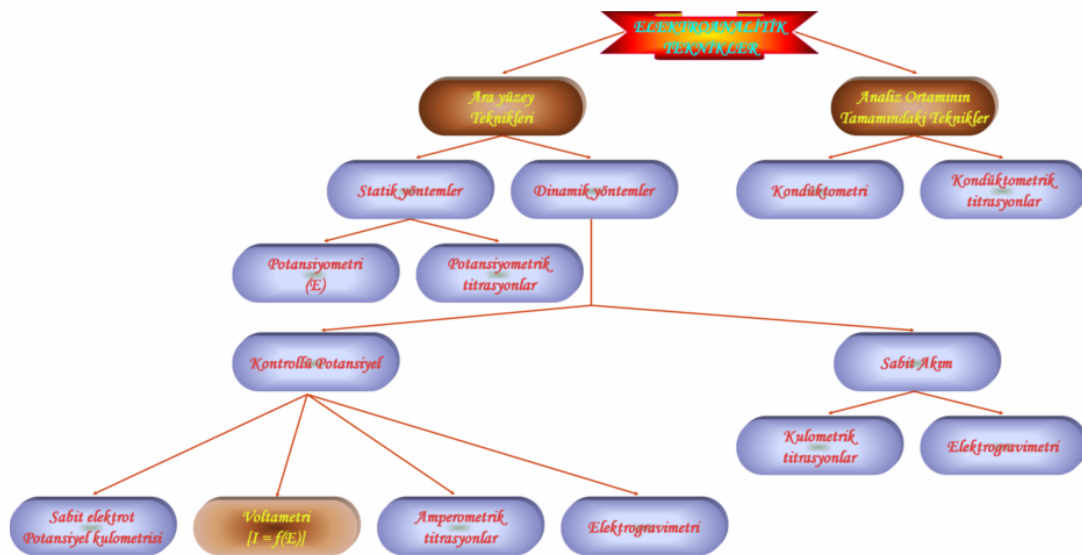 ELEKTROANALİTİK
TEKNİKLER
Ara yüzey
Teknikleri
Analiz Ortamının
Tamamındaki Teknikler
Statik yöntemler
Dinamik yöntemler
Kondüktometri
Kondüktometrik
titrasyonlar
Potansiyometri
(E)
Potansiyometrik
titrasyonlar
Kontrollü Potansiyel
Sabit Akım
Kulometrik
titrasyonlar
Elektrogravimetri
Sabit elektrot
Potansiyel kulometrisi
Voltametri
[I = f(E)]
Amperometrik
titrasyonlar
Elektrogravimetri